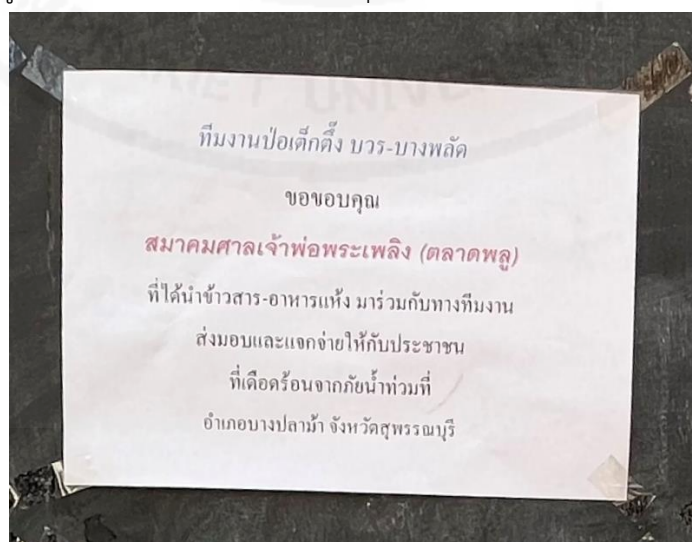 ทีมงานป่อเต็กตึ๊ง บวร-บางพลัด
ขอขอบคุณ
สมาคมศาลเจ้าพ่อพระเพลิง (ตลาดพลู)
ที่ได้นำข้าวสาร-อาหารแห้ง มาร่วมกับทางทีมงาน
ส่งมอบและแจกจ่ายให้กับประชาชน
ที่เดือดร้อนจากภัยน้ำท่วมที่
อำเภอบางปลาม้า จังหวัดสุพรรณบุรี